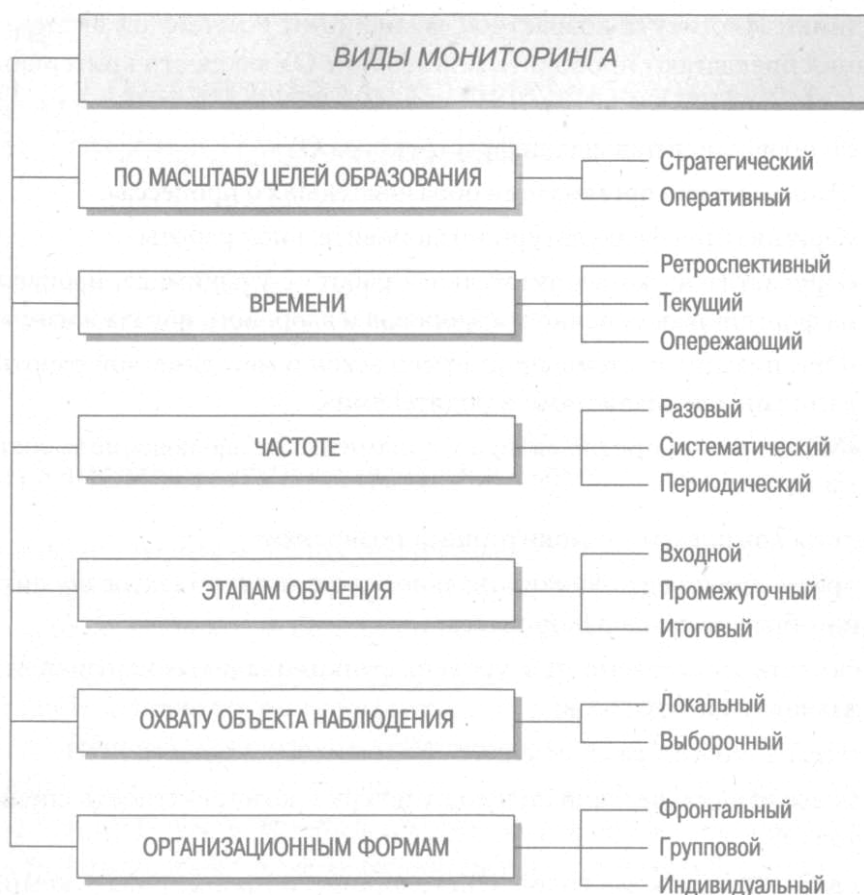 ВИДЫ МОНИТОРИНГА
ПО МАСШТАБУ ЦЕЛЕЙ ОБРАЗОВАНИЯ
Стратегический
Оперативный
ВРЕМЕНИ
Ретроспективный
Текущий
Опережающий
ЧАСТОТЕ
Разовый
Систематический
Периодический
ЭТАПАМ ОБУЧЕНИЯ
Входной
Промежуточный
Итоговый
ОХВАТУ ОБЪЕКТА НАБЛЮДЕНИЯ
Локальный
Выборочный
ОРГАНИЗАЦИОННЫМ ФОРМАМ
Фронтальный
Групповой
Индивидуальный